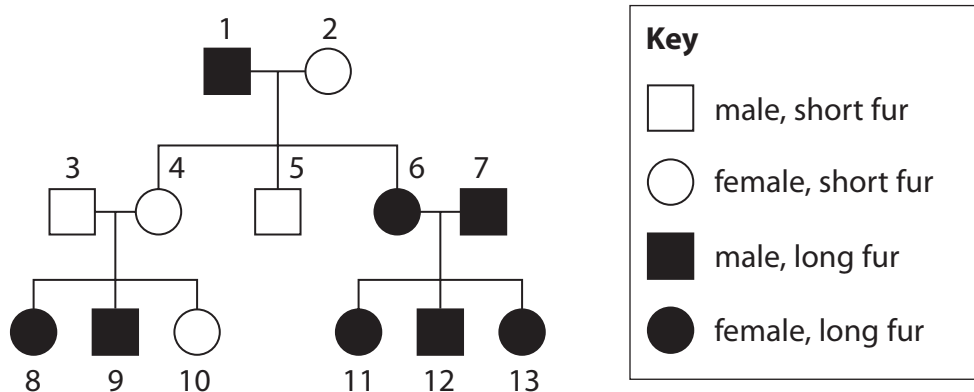 1
2
3
4
5
6
7
8
9
10
11
12
13
Key
male, short fur
female, short fur
male, long fur
female, long fur